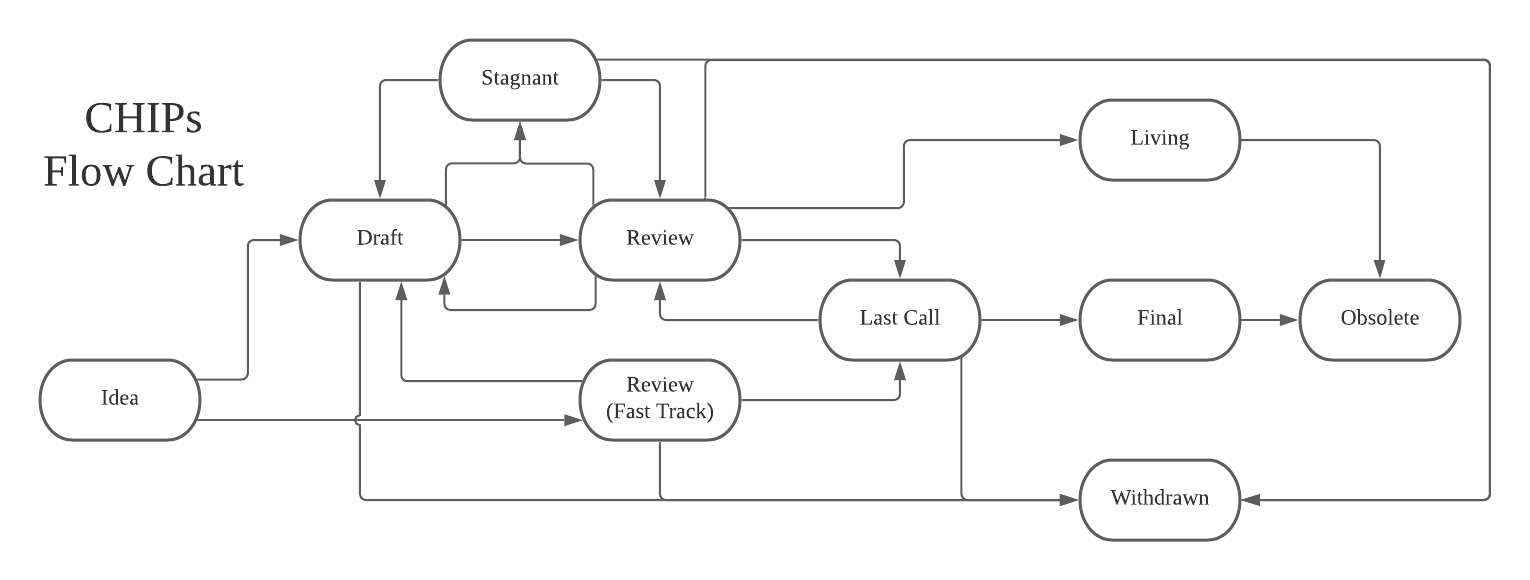 CHIPs
Flow Chart
Stagnant
Living
Draft
Review
Last Call
Final
Obsolete
Idea
Review
(Fast Track)
Withdrawn